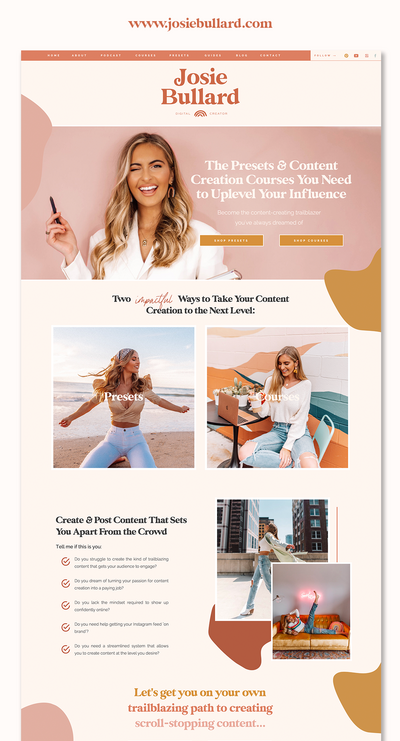 www.josiebullard.com
HOME ABOUT PODCAST COURSES PRESETS GUIDES BLOG CONTACT
FOLLOW
Josie
Bullard
DIGITAL CREATOR
The Presets & Content
Creation Courses You Need
to Uplevel Your Influence
Become the content-creating trailblazer
you've always dreamed of
SHOP PRESETS SHOP COURSES
Two impactful Ways to Take Your Content
Creation to the Next Level:
Presets Courses
Create & Post Content That Sets
You Apart From the Crowd
Tell me if this is you:
Do you struggle to create the kind of trailblazing
content that gets your audience to engage?
Do you dream of turning your passion for content
creation into a paying job?
Do you lack the mindset required to show up
confidently online?
Do you need help getting your Instagram feed 'on
brand'?
Do you need a streamlined system that allows
you to create content at the level you desire?
Let's get you on your own
trailblazing path to creating
scroll-stopping content...